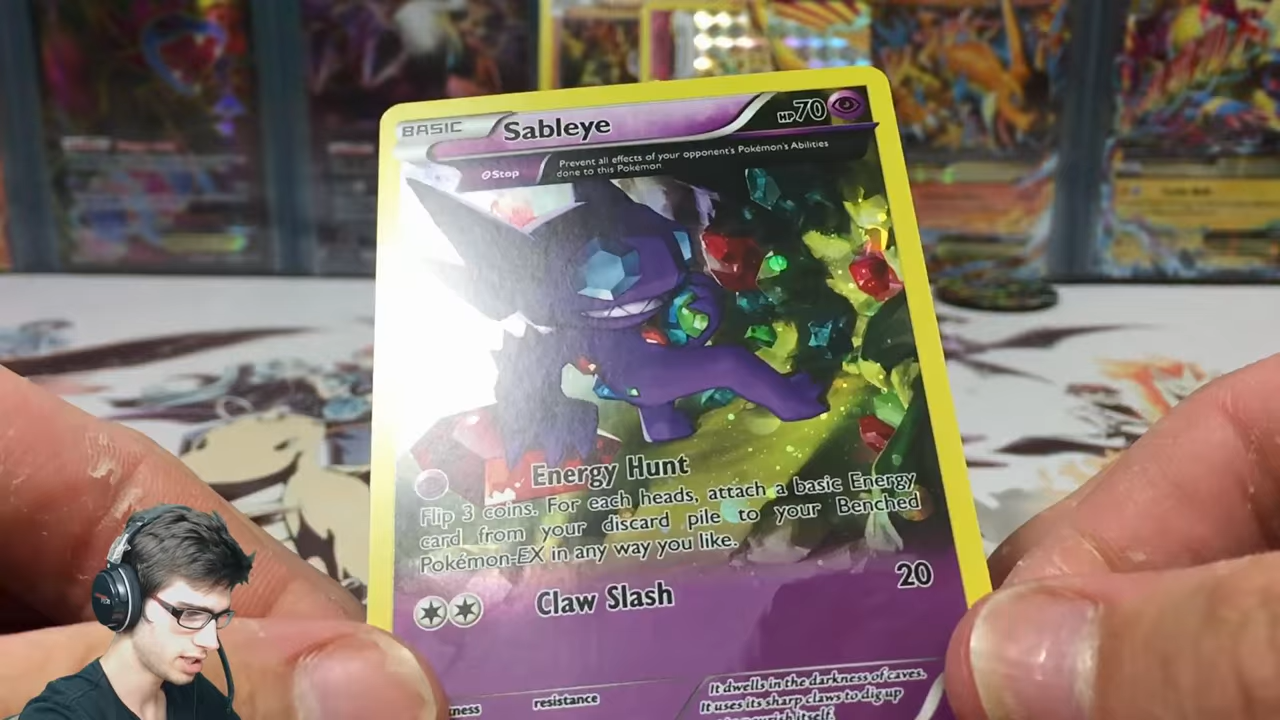 BASIC Sableye HP70
Stop Prevent all effects of your opponent's Pokémon's Abilities
done to this Pokémon
Energy Hunt
Flip 3 coins. For each heads, attach a basic Energy
card from your discard pile to your Benched
Pokémon-EX in any way you like.
Claw Slash 20
resistance
It dwells in the darkness of caves.
It uses its sharp claws to dig up
itself.